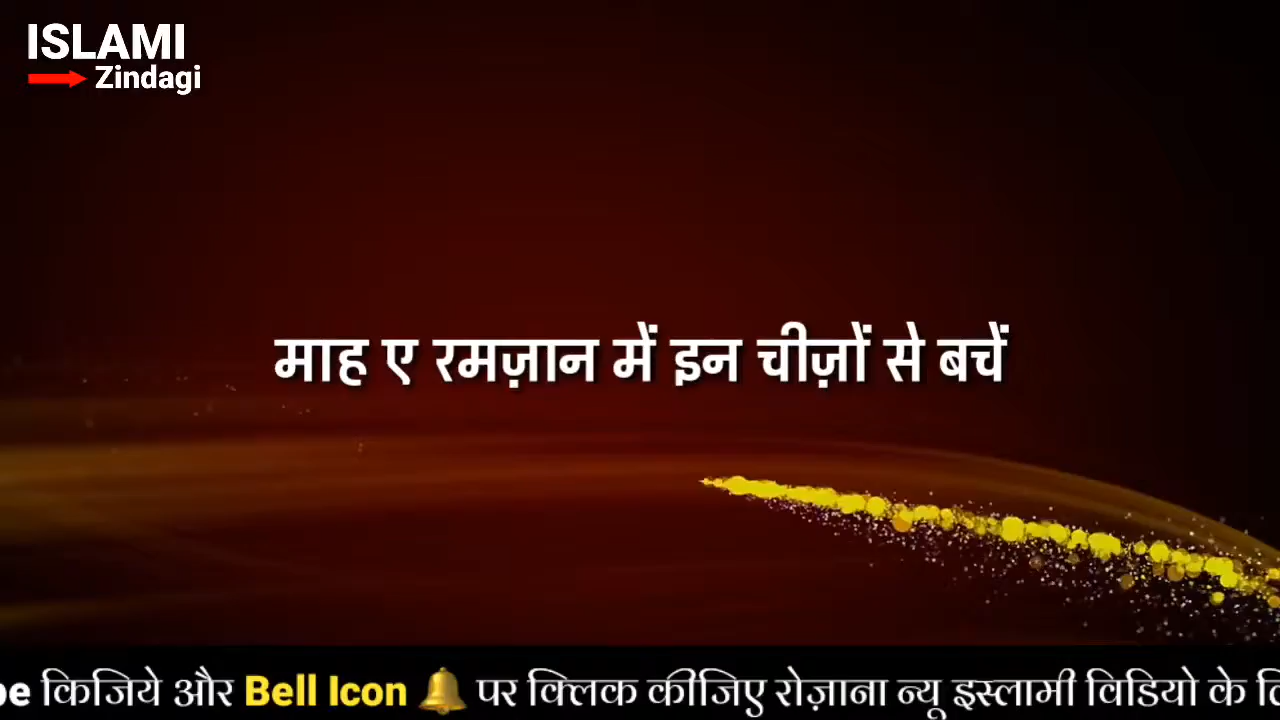 ISLAMI
Zindagi
माह ए रमज़ान में इन चीज़ों से बचें
किजिये और Bell Icon 🔔 पर क्लिक कीजिए रोज़ाना न्यू इस्लामी विडियो के